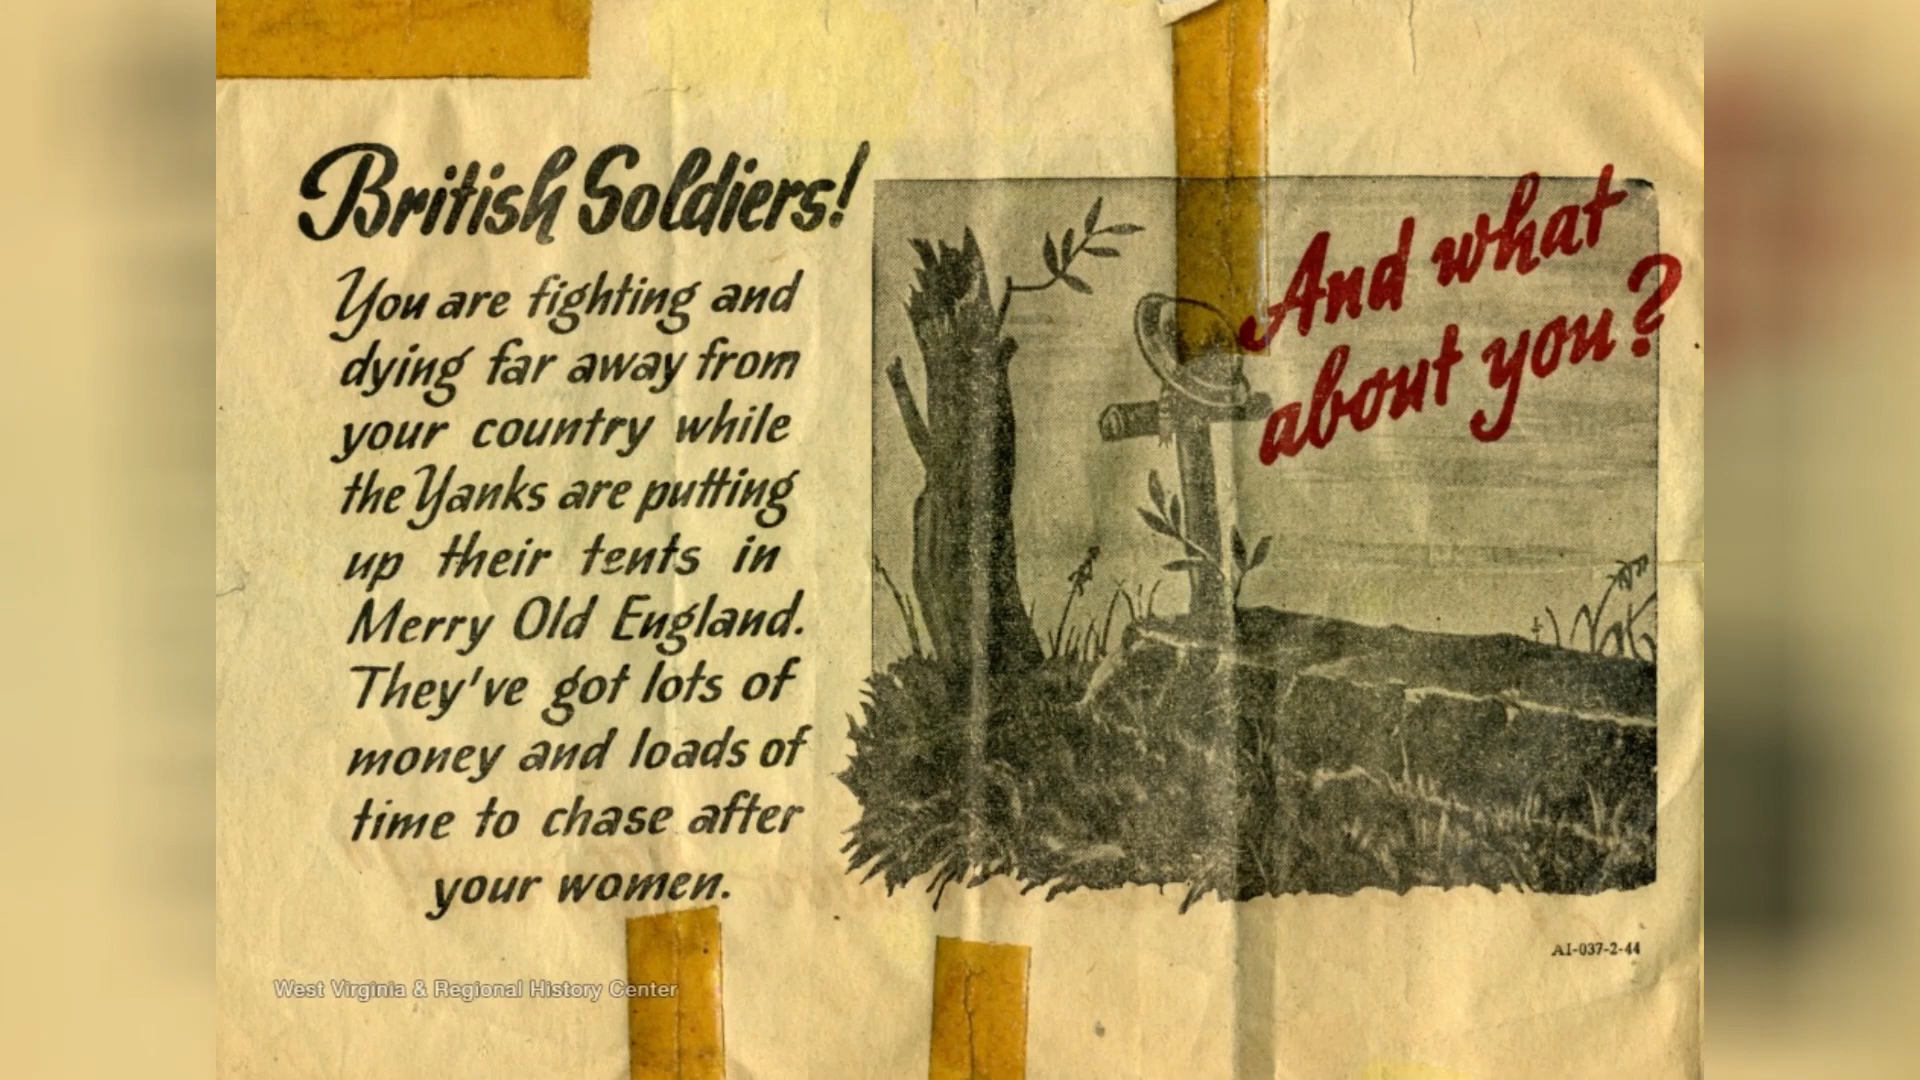 British Soldiers!
You are fighting and
dying far away from
your country while
the Yanks are putting
up their tents in
Merry Old England.
They've got lots of
money and loads of
time to chase after
your women.
And what
about you?
AI-037-2-44
West Virginia & Regional History Center